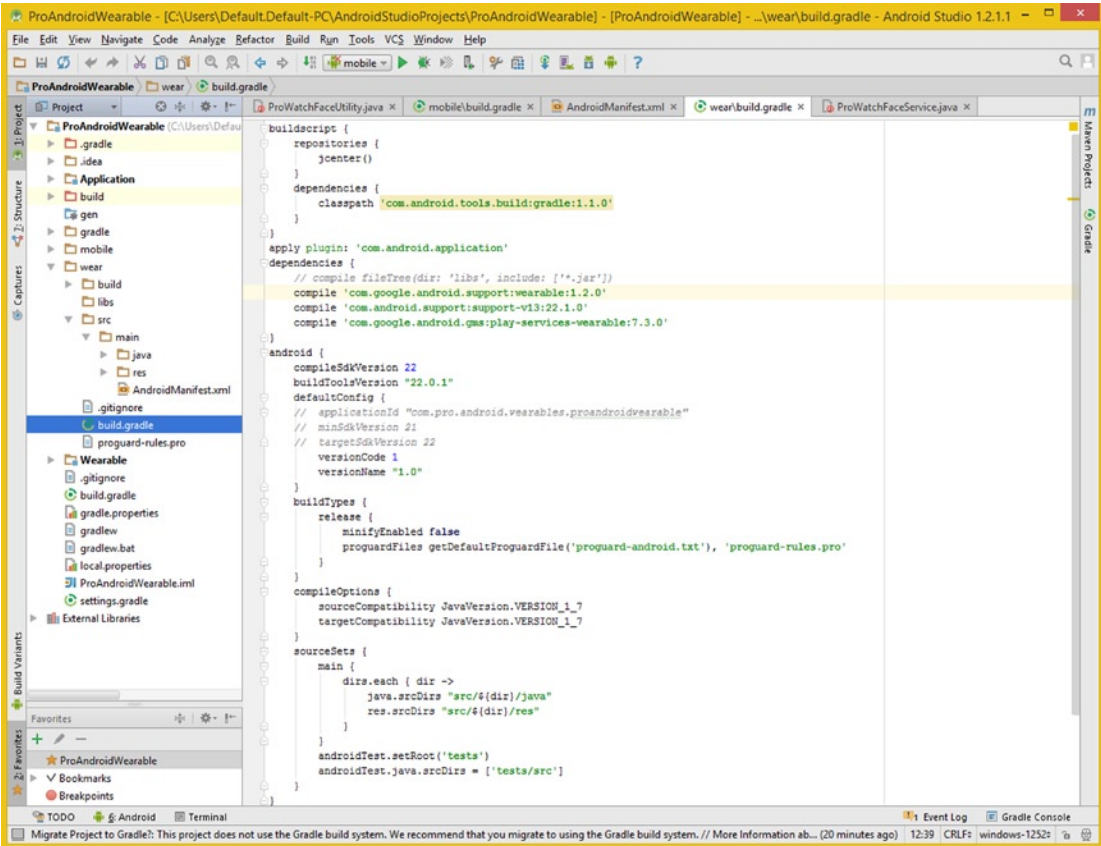 ProAndroidWearable - [C:\Users\Default.Default-PC\AndroidStudioProjects\ProAndroidWearable] - [ProAndroidWearable] - ...\wear\build.gradle - Android Studio 1.2.1.1
File Edit View Navigate Code Analyze Refactor Build Run Tools VCS Window Help
mobile
ProAndroidWearable wear build.gradle
Project
ProWatchFaceUtility.java × mobile\build.gradle × AndroidManifest.xml × wear\build.gradle × ProWatchFaceService.java ×
1: Project
Z: Structure
Captures
Build Variants
2: Favorites
ProAndroidWearable (C:\Users\Defau
.gradle
.idea
Application
build
gen
gradle
mobile
wear
build
libs
src
main
java
res
AndroidManifest.xml
.gitignore
build.gradle
proguard-rules.pro
Wearable
.gitignore
build.gradle
gradle.properties
gradlew
gradlew.bat
local.properties
ProAndroidWearable.iml
settings.gradle
External Libraries
Favorites
ProAndroidWearable
Bookmarks
Breakpoints
buildscript {
repositories {
jcenter()
}
dependencies {
classpath 'com.android.tools.build:gradle:1.1.0'
}
}
apply plugin: 'com.android.application'
dependencies {
// compile fileTree(dir: 'libs', include: ['*.jar'])
compile 'com.google.android.support:wearable:1.2.0'
compile 'com.android.support:support-v13:22.1.0'
compile 'com.google.android.gms:play-services-wearable:7.3.0'
}
android {
compileSdkVersion 22
buildToolsVersion "22.0.1"
defaultConfig {
// applicationId "com.pro.android.wearables.proandroidwearable"
// minSdkVersion 21
// targetSdkVersion 22
versionCode 1
versionName "1.0"
}
buildTypes {
release {
minifyEnabled false
proguardFiles getDefaultProguardFile('proguard-android.txt'), 'proguard-rules.pro'
}
}
compileOptions {
sourceCompatibility JavaVersion.VERSION_1_7
targetCompatibility JavaVersion.VERSION_1_7
}
sourceSets {
main {
dirs.each { dir ->
java.srcDirs "src/${dir}/java"
res.srcDirs "src/${dir}/res"
}
}
androidTest.setRoot('tests')
androidTest.java.srcDirs = ['tests/src']
}
}
m Maven Projects
Gradle
TODO 6: Android Terminal 1 Event Log Gradle Console
Migrate Project to Gradle?: This project does not use the Gradle build system. We recommend that you migrate to using the Gradle build system. // More Information ab... (20 minutes ago) 12:39 CRLF÷ windows-1252÷